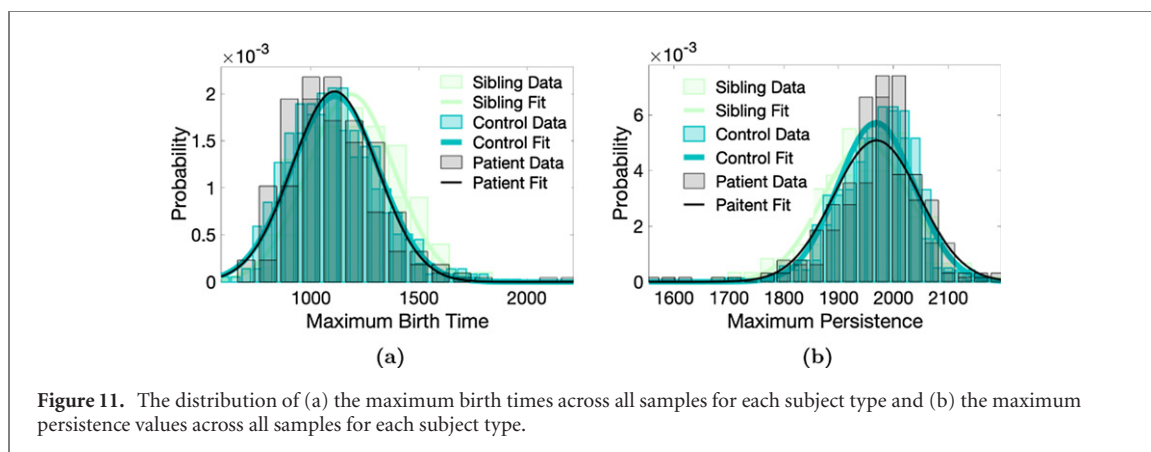 ×10⁻³
2
1.5
1
0.5
0
Probability
Sibling Data
Sibling Fit
Control Data
Control Fit
Patient Data
Patient Fit
1000 1500 2000
Maximum Birth Time
(a)
×10⁻³
6
4
2
0
Probability
Sibling Data
Sibling Fit
Control Data
Control Fit
Patient Data
Paitent Fit
1600 1700 1800 1900 2000 2100
Maximum Persistence
(b)
Figure 11. The distribution of (a) the maximum birth times across all samples for each subject type and (b) the maximum
persistence values across all samples for each subject type.